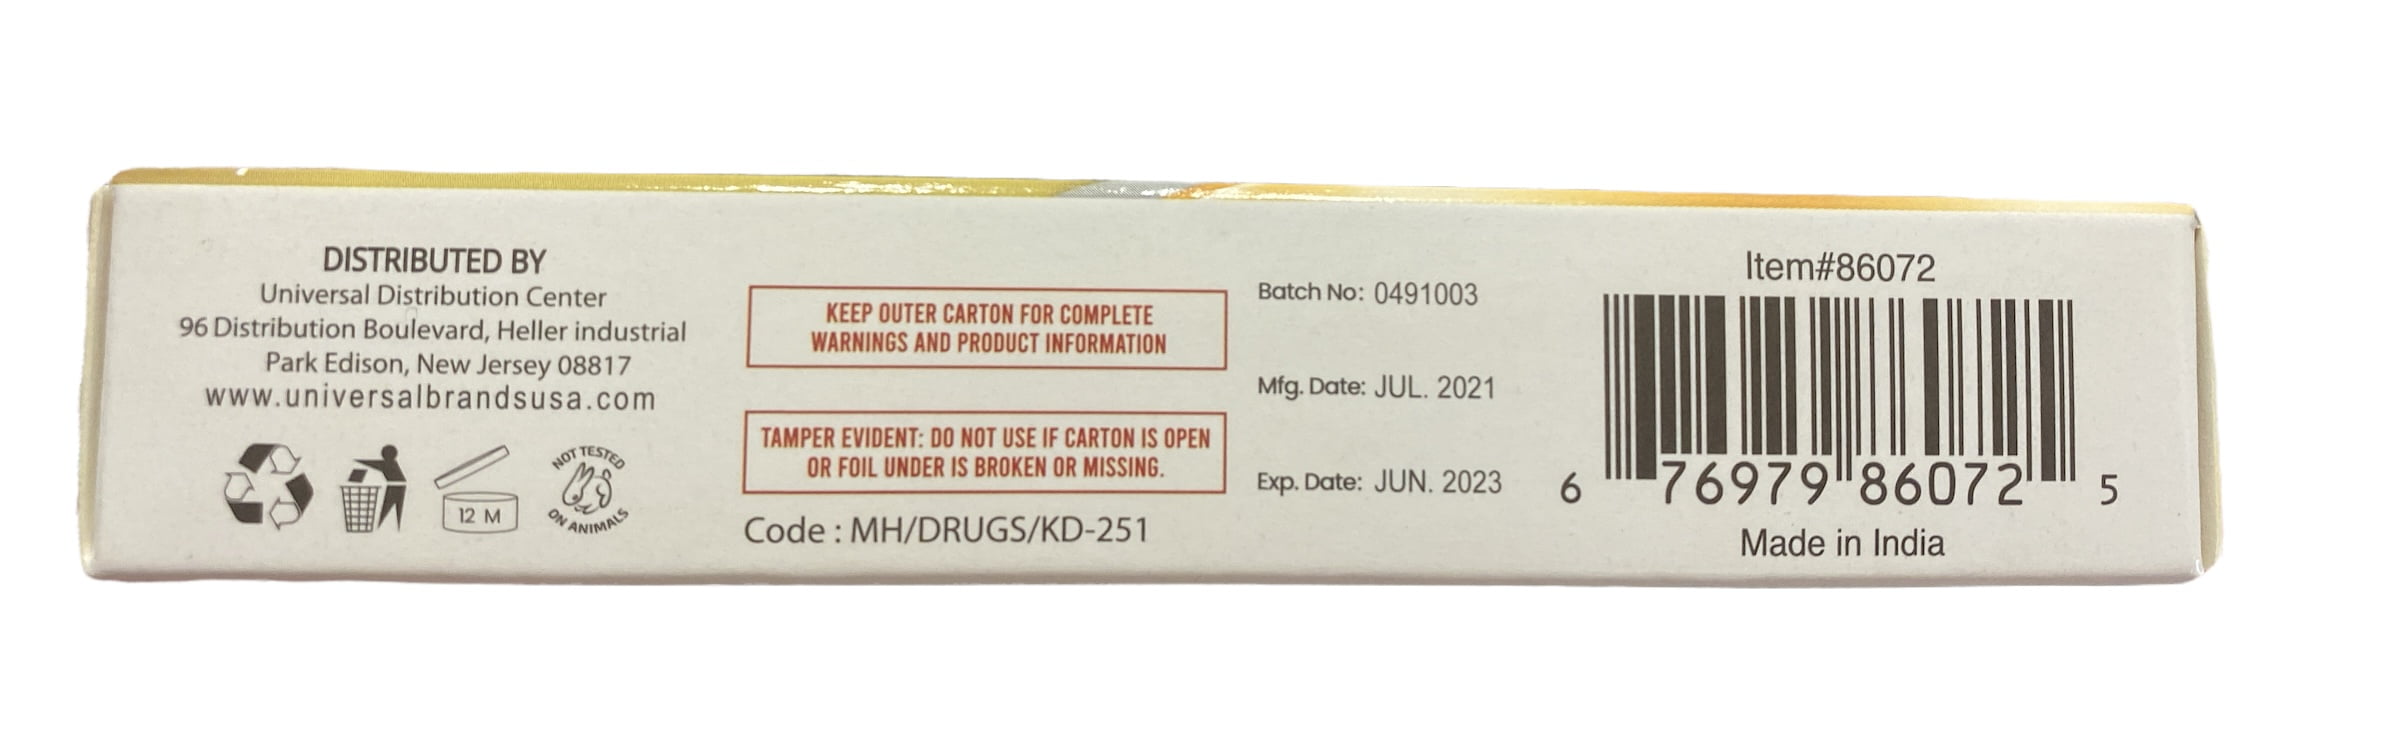 DISTRIBUTED BY
Universal Distribution Center
96 Distribution Boulevard, Heller industrial
Park Edison, New Jersey 08817
www.universalbrandsusa.com
12 M
NOT TESTED
ON ANIMALS
KEEP OUTER CARTON FOR COMPLETE
WARNINGS AND PRODUCT INFORMATION
TAMPER EVIDENT: DO NOT USE IF CARTON IS OPEN
OR FOIL UNDER IS BROKEN OR MISSING.
Code : MH/DRUGS/KD-251
Batch No: 0491003
Mfg. Date: JUL. 2021
Exp. Date: JUN. 2023
Item#86072
6 76979 86072 5
Made in India